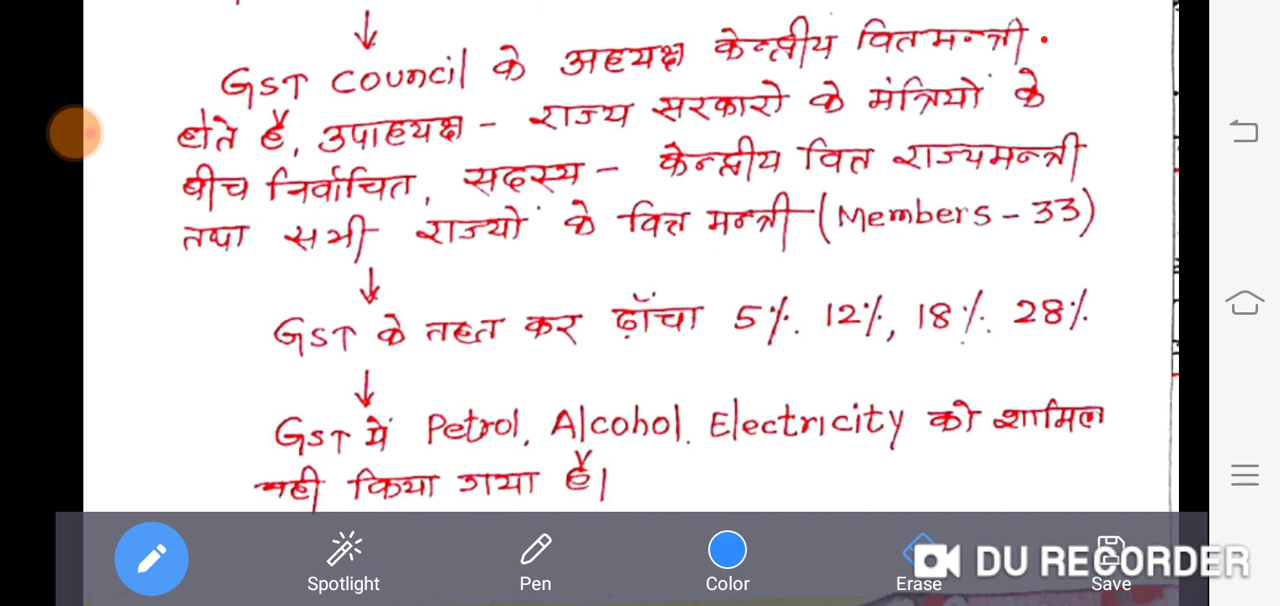 ↓
GST Council के अध्यक्ष केन्द्रीय वितमन्त्री
होते हैं, उपाध्यक्ष - राज्य सरकारो के मंत्रियों के
बीच निर्वाचित, सदस्य - केन्द्रीय वित राज्यमन्त्री
तथा सभी राज्यों के वित्त मन्त्री (Members - 33)
↓
GST के तहत कर ढ़ाँचा 5%. 12%, 18%. 28%
↓
GST में Petrol, Alcohol. Electricity को शामिल
नही किया गया हैं।
Spotlight Pen Color Erase Save
DU RECORDER